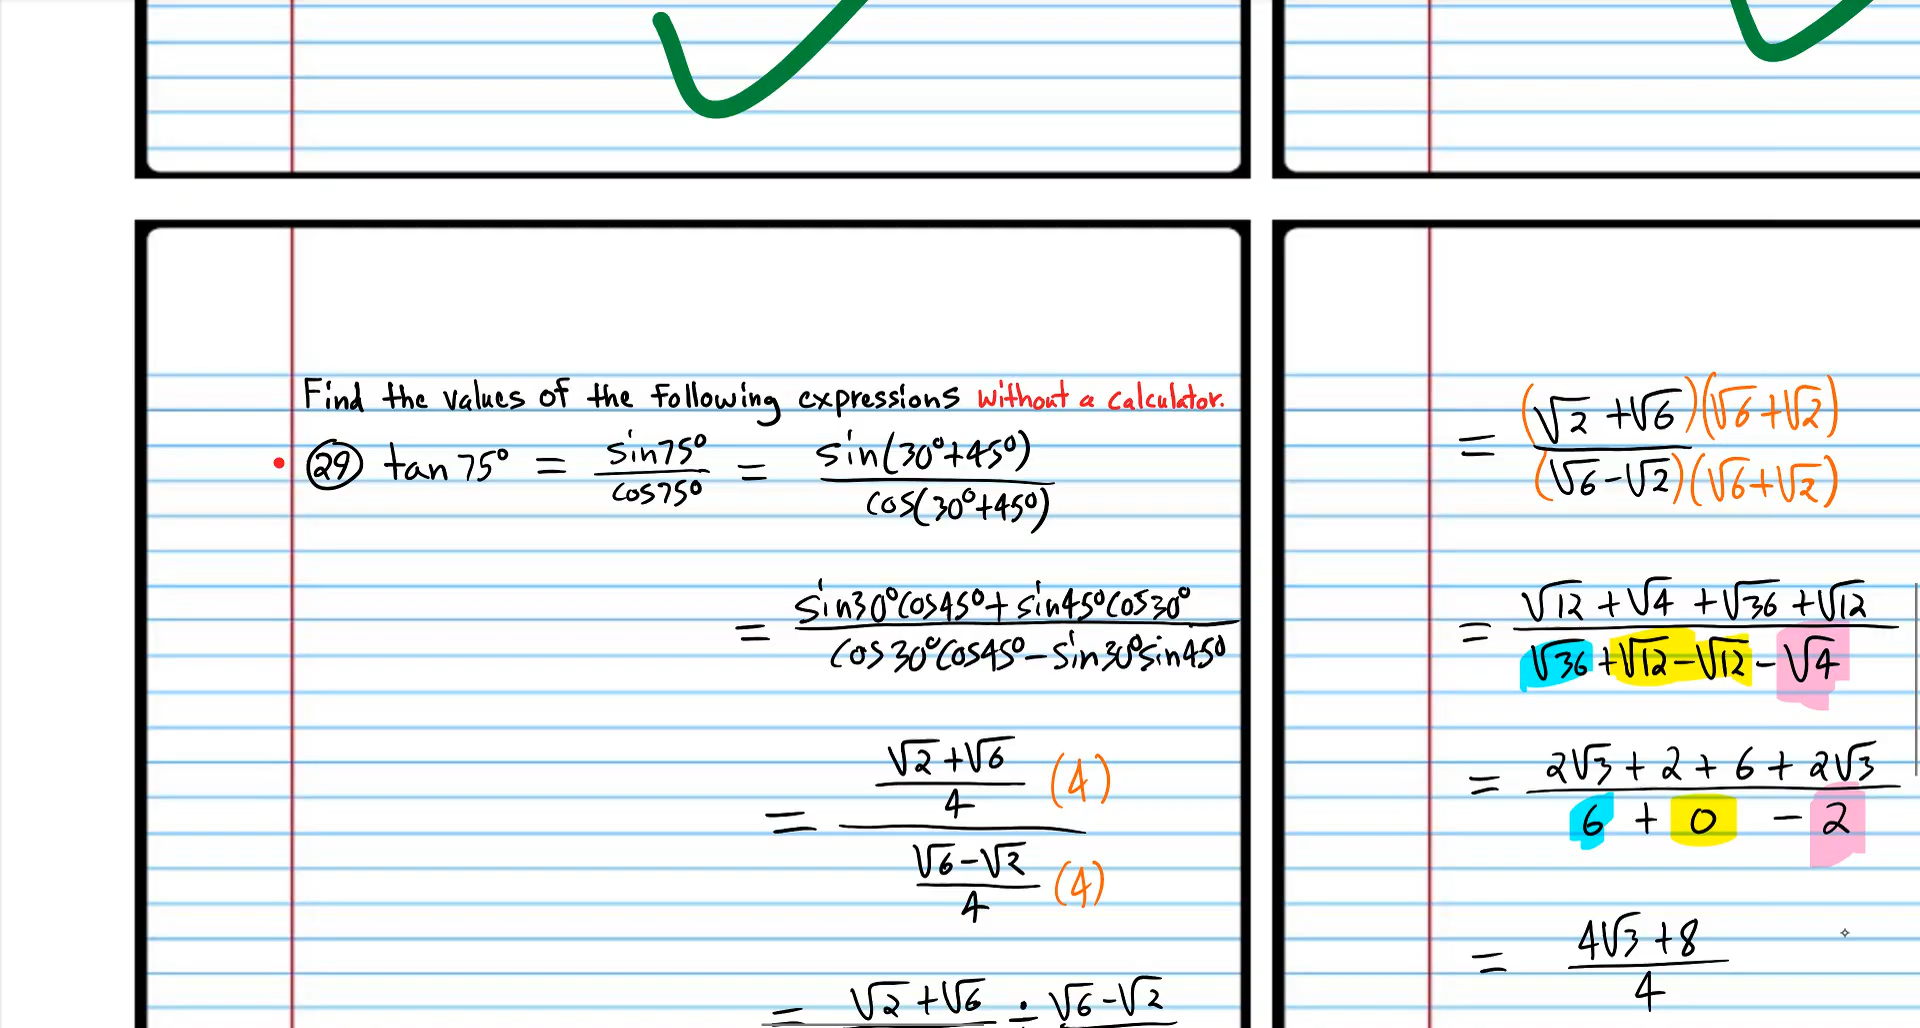 Find the values of the following expressions without a calculator.
29 tan 75° = sin75°/cos75° = sin(30°+45°)/cos(30°+45°)
= (sin30°cos45° + sin45°cos30°)/(cos30°cos45° − sin30°sin45°)
= ((√2+√6)/4 (4))/((√6−√2)/4 (4))
= √2+√6 ÷ √6−√2
= (√2+√6)(√6+√2)/(√6−√2)(√6+√2)
= (√12+√4+√36+√12)/(√36+√12−√12−√4)
= (2√3+2+6+2√3)/(6+0−2)
= (4√3+8)/4